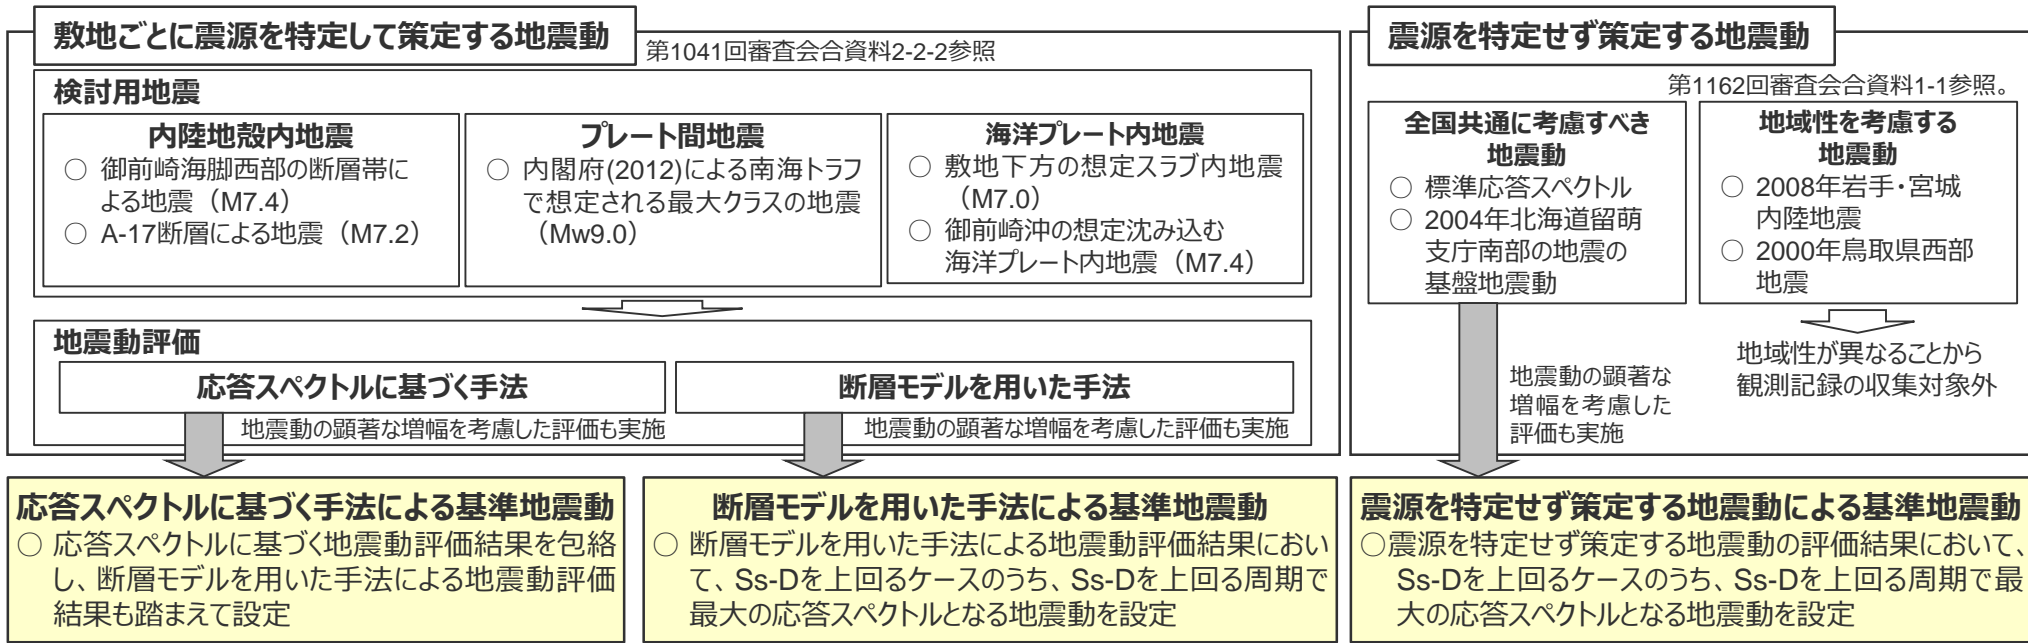 敷地ごとに震源を特定して策定する地震動
第1041回審査会合資料2-2-2参照
検討用地震
内陸地殻内地震
○ 御前崎海脚西部の断層帯に
よる地震（M7.4）
○ A-17断層による地震（M7.2）
プレート間地震
○ 内閣府(2012)による南海トラフ
で想定される最大クラスの地震
（Mw9.0）
海洋プレート内地震
○ 敷地下方の想定スラブ内地震
（M7.0）
○ 御前崎沖の想定沈み込む
海洋プレート内地震（M7.4）
地震動評価
応答スペクトルに基づく手法
断層モデルを用いた手法
地震動の顕著な増幅を考慮した評価も実施
地震動の顕著な増幅を考慮した評価も実施
震源を特定せず策定する地震動
第1162回審査会合資料1-1参照。
全国共通に考慮すべき
地震動
○ 標準応答スペクトル
○ 2004年北海道留萌
支庁南部の地震の
基盤地震動
地域性を考慮する
地震動
○ 2008年岩手・宮城
内陸地震
○ 2000年鳥取県西部
地震
地震動の顕著な
増幅を考慮した
評価も実施
地域性が異なることから
観測記録の収集対象外
応答スペクトルに基づく手法による基準地震動
○ 応答スペクトルに基づく地震動評価結果を包絡
し、断層モデルを用いた手法による地震動評価
結果も踏まえて設定
断層モデルを用いた手法による基準地震動
○ 断層モデルを用いた手法による地震動評価結果におい
て、Ss-Dを上回るケースのうち、Ss-Dを上回る周期で
最大の応答スペクトルとなる地震動を設定
震源を特定せず策定する地震動による基準地震動
○震源を特定せず策定する地震動の評価結果において、
Ss-Dを上回るケースのうち、Ss-Dを上回る周期で最
大の応答スペクトルとなる地震動を設定